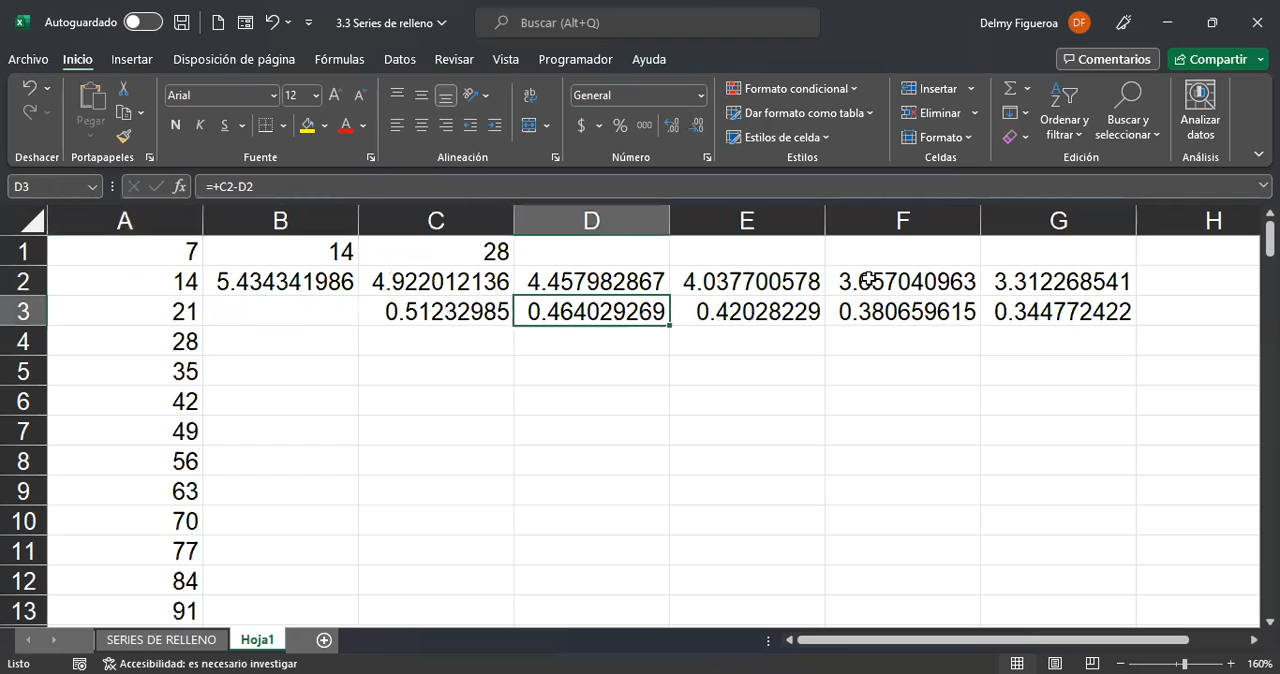 Autoguardado 3.3 Series de relleno Buscar (Alt+Q) Delmy Figueroa DF
Archivo Inicio Insertar Disposición de página Fórmulas Datos Revisar Vista Programador Ayuda Comentarios Compartir
Pegar
Arial 12
N K S
General
$ % 000
Formato condicional
Dar formato como tabla
Estilos de celda
Insertar
Eliminar
Formato
Ordenar y filtrar
Buscar y seleccionar
Analizar datos
Deshacer Portapapeles Fuente Alineación Número Estilos Celdas Edición Análisis
D3 fx =+C2-D2
A B C D E F G H
1 7 14 28
2 14 5.434341986 4.922012136 4.457982867 4.037700578 3.657040963 3.312268541
3 21 0.51232985 0.464029269 0.42028229 0.380659615 0.344772422
4 28
5 35
6 42
7 49
8 56
9 63
10 70
11 77
12 84
13 91
SERIES DE RELLENO Hoja1
Listo Accesibilidad: es necesario investigar 160%